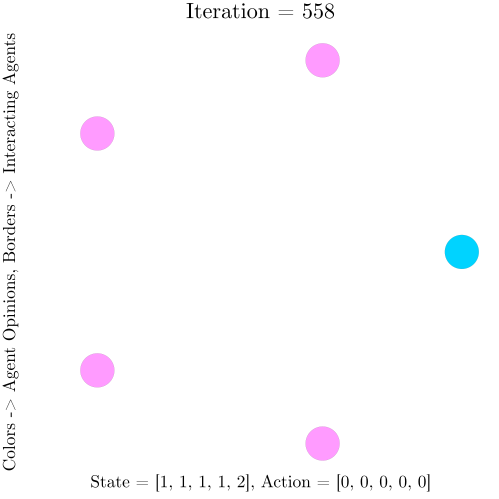 Iteration = 558
Colors -> Agent Opinions, Borders -> Interacting Agents
State = [1, 1, 1, 1, 2], Action = [0, 0, 0, 0, 0]